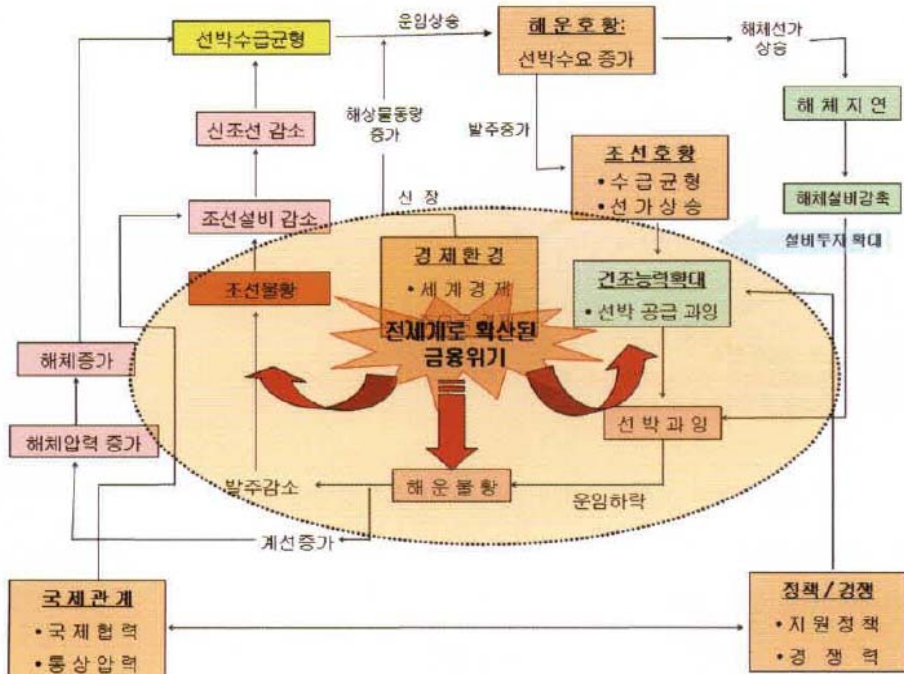 선박수급균형
운임상승
해 운 호 황:
선박수요 증가
해체선가
상승
해 체 지 연
해체설비감축
설비투자 확대
신조선 감소
해상물동량
증가
발주증가
조 선 호 황
• 수 급 균 형
• 선 가 상 승
조선설비 감소
신 장
경 제 환 경
• 세 계 경 제
건조능력확대
• 선박 공급 과잉
조선불황
전세계로 확산된
금융위기
해체증가
해체압력 증가
선 박 과 잉
발주감소
해 운 불 황
운임하락
계선증가
국 제 관 계
• 국 제 협 력
• 통 상 압 력
정책 / 경쟁
• 지 원 정 책
• 경 쟁 력